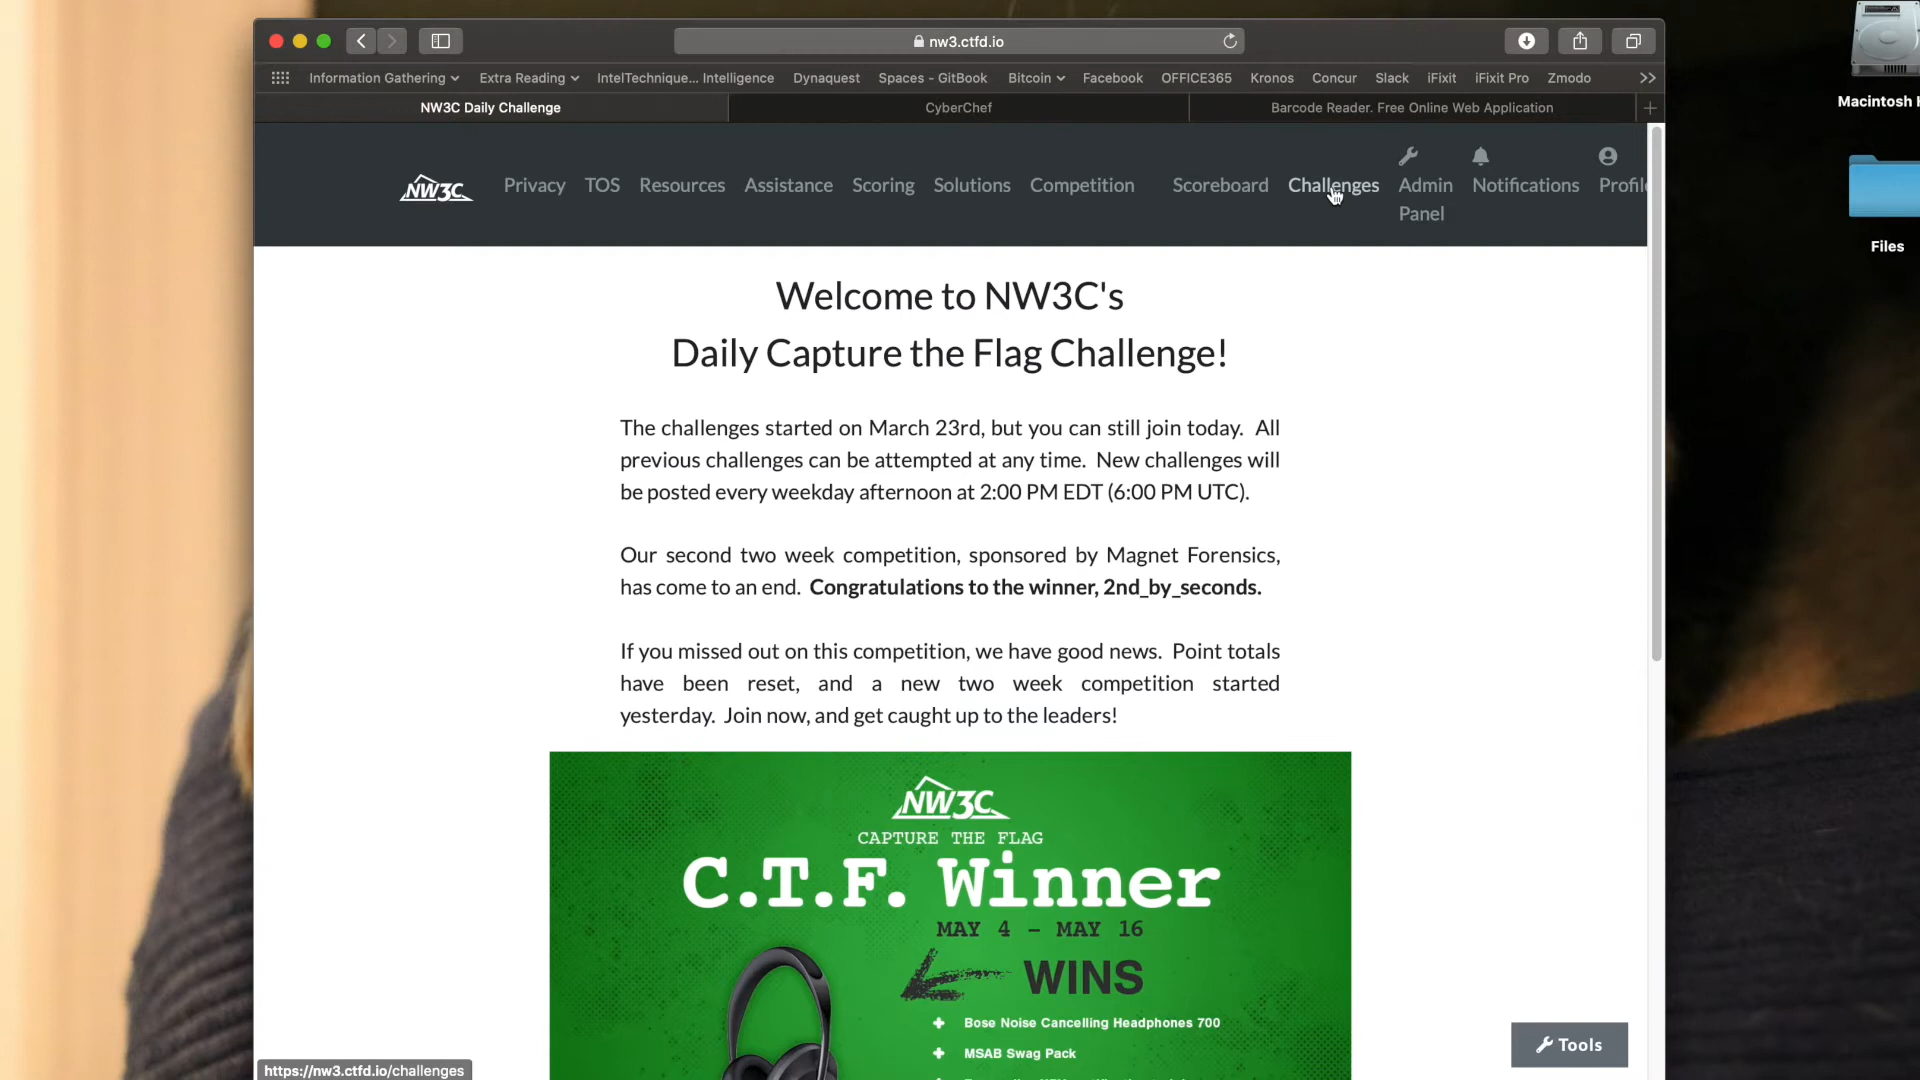 nw3.ctfd.io
Information Gathering
Extra Reading
IntelTechnique... Intelligence
Dynaquest
Spaces - GitBook
Bitcoin
Facebook
OFFICE365
Kronos
Concur
Slack
iFixit
iFixit Pro
Zmodo
NW3C Daily Challenge
CyberChef
Barcode Reader. Free Online Web Application
Macintosh
NW3C
Privacy
TOS
Resources
Assistance
Scoring
Solutions
Competition
Scoreboard
Challenges
Admin
Panel
Notifications
Profile
Files
Welcome to NW3C's
Daily Capture the Flag Challenge!
The challenges started on March 23rd, but you can still join today. All
previous challenges can be attempted at any time. New challenges will
be posted every weekday afternoon at 2:00 PM EDT (6:00 PM UTC).
Our second two week competition, sponsored by Magnet Forensics,
has come to an end. Congratulations to the winner, 2nd_by_seconds.
If you missed out on this competition, we have good news. Point totals
have been reset, and a new two week competition started
yesterday. Join now, and get caught up to the leaders!
NW3C
CAPTURE THE FLAG
C.T.F. Winner
MAY 4 - MAY 16
WINS
Bose Noise Cancelling Headphones 700
MSAB Swag Pack
Tools
https://nw3.ctfd.io/challenges